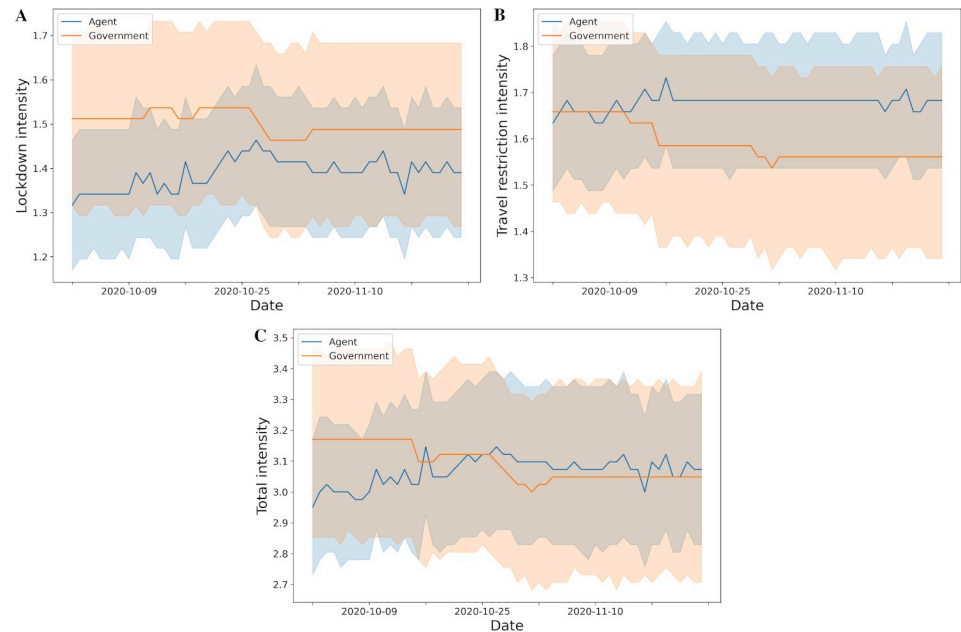 A
Agent
Government
Lockdown intensity
1.7
1.6
1.5
1.4
1.3
1.2
2020-10-09
2020-10-25
2020-11-10
Date
B
Agent
Government
Travel restriction intensity
1.8
1.7
1.6
1.5
1.4
1.3
2020-10-09
2020-10-25
2020-11-10
Date
C
Agent
Government
Total intensity
3.5
3.4
3.3
3.2
3.1
3.0
2.9
2.8
2.7
2020-10-09
2020-10-25
2020-11-10
Date